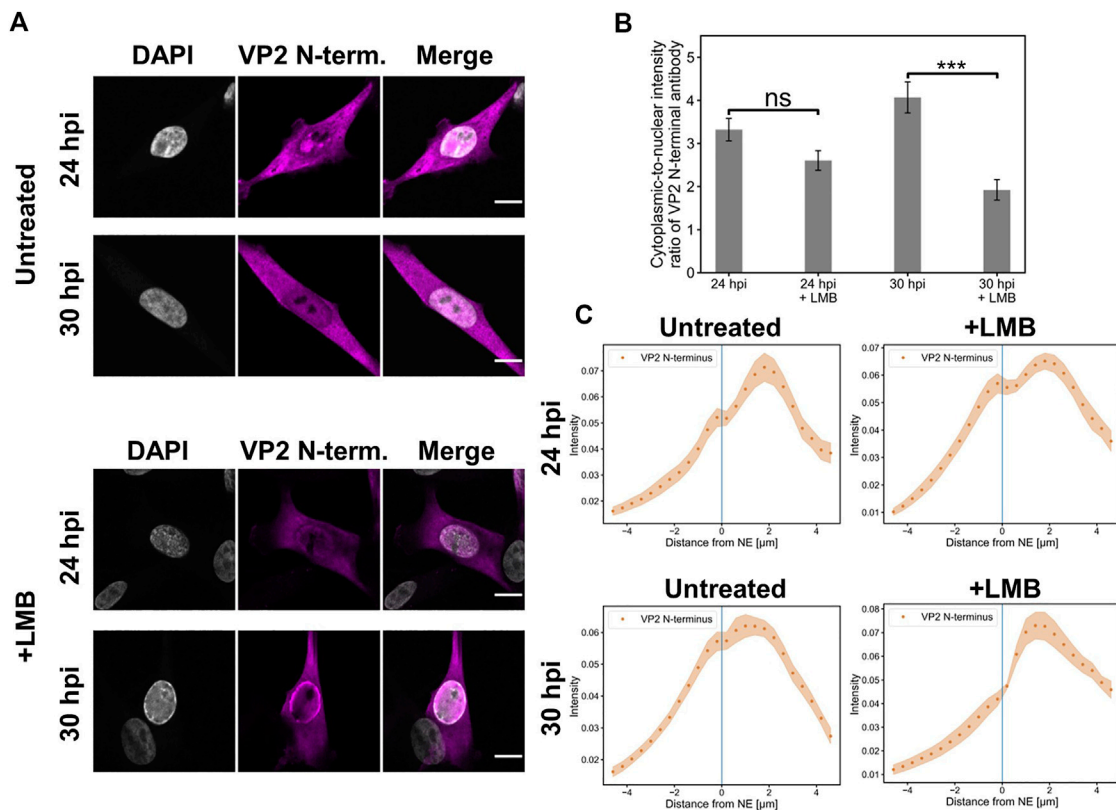 A
DAPI VP2 N-term. Merge
Untreated
24 hpi
30 hpi
DAPI VP2 N-term. Merge
+LMB
24 hpi
30 hpi
B
Cytoplasmic-to-nuclear intensity
ratio of VP2 N-terminal antibody
5
4
3
2
1
0
ns
***
24 hpi
24 hpi
+ LMB
30 hpi
30 hpi
+ LMB
C
Untreated
+LMB
24 hpi
VP2 N-terminus
Intensity
0.07
0.06
0.05
0.04
0.03
0.02
0.01
−4 −2 0 2 4
Distance from NE [µm]
VP2 N-terminus
Intensity
0.07
0.06
0.05
0.04
0.03
0.02
0.01
−4 −2 0 2 4
Distance from NE [µm]
Untreated
+LMB
30 hpi
VP2 N-terminus
Intensity
0.06
0.05
0.04
0.03
0.02
−4 −2 0 2 4
Distance from NE [µm]
VP2 N-terminus
Intensity
0.08
0.07
0.06
0.05
0.04
0.03
0.02
0.01
−4 −2 0 2 4
Distance from NE [µm]